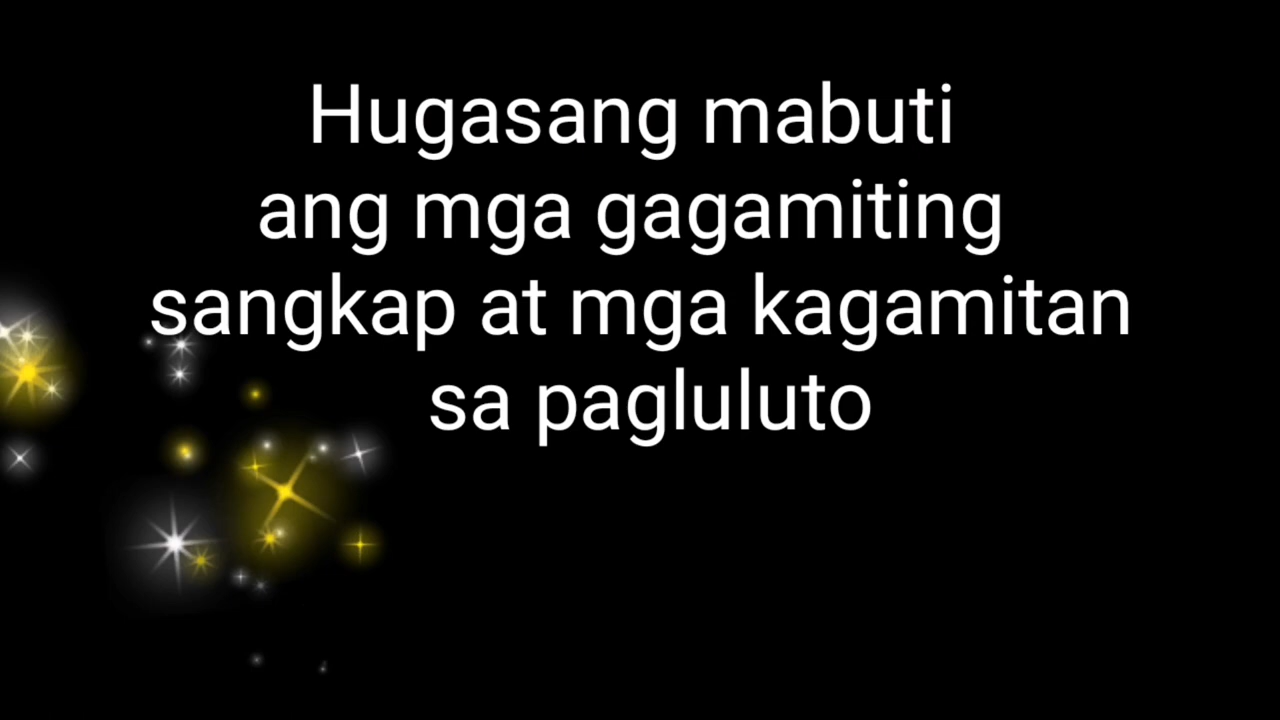 Hugasang mabuti
ang mga gagamiting
sangkap at mga kagamitan
sa pagluluto